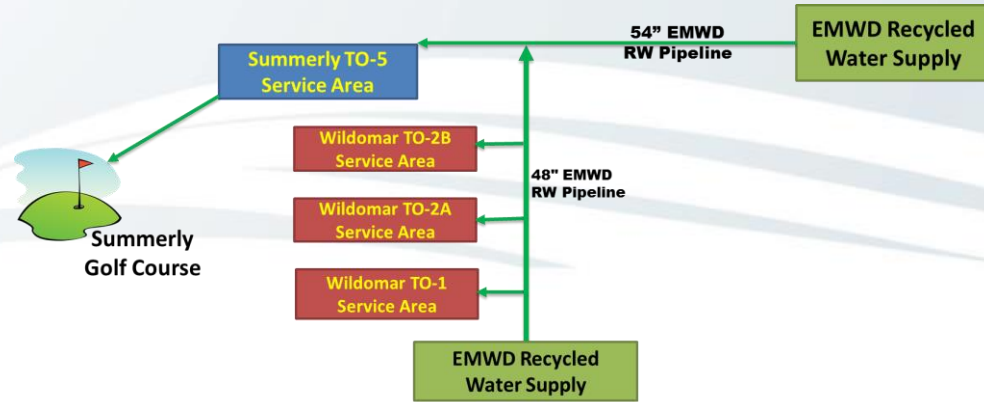 54” EMWD
RW Pipeline
EMWD Recycled
Water Supply
Summerly TO-5
Service Area
Wildomar TO-2B
Service Area
48" EMWD
RW Pipeline
Wildomar TO-2A
Service Area
Summerly
Golf Course
Wildomar TO-1
Service Area
EMWD Recycled
Water Supply